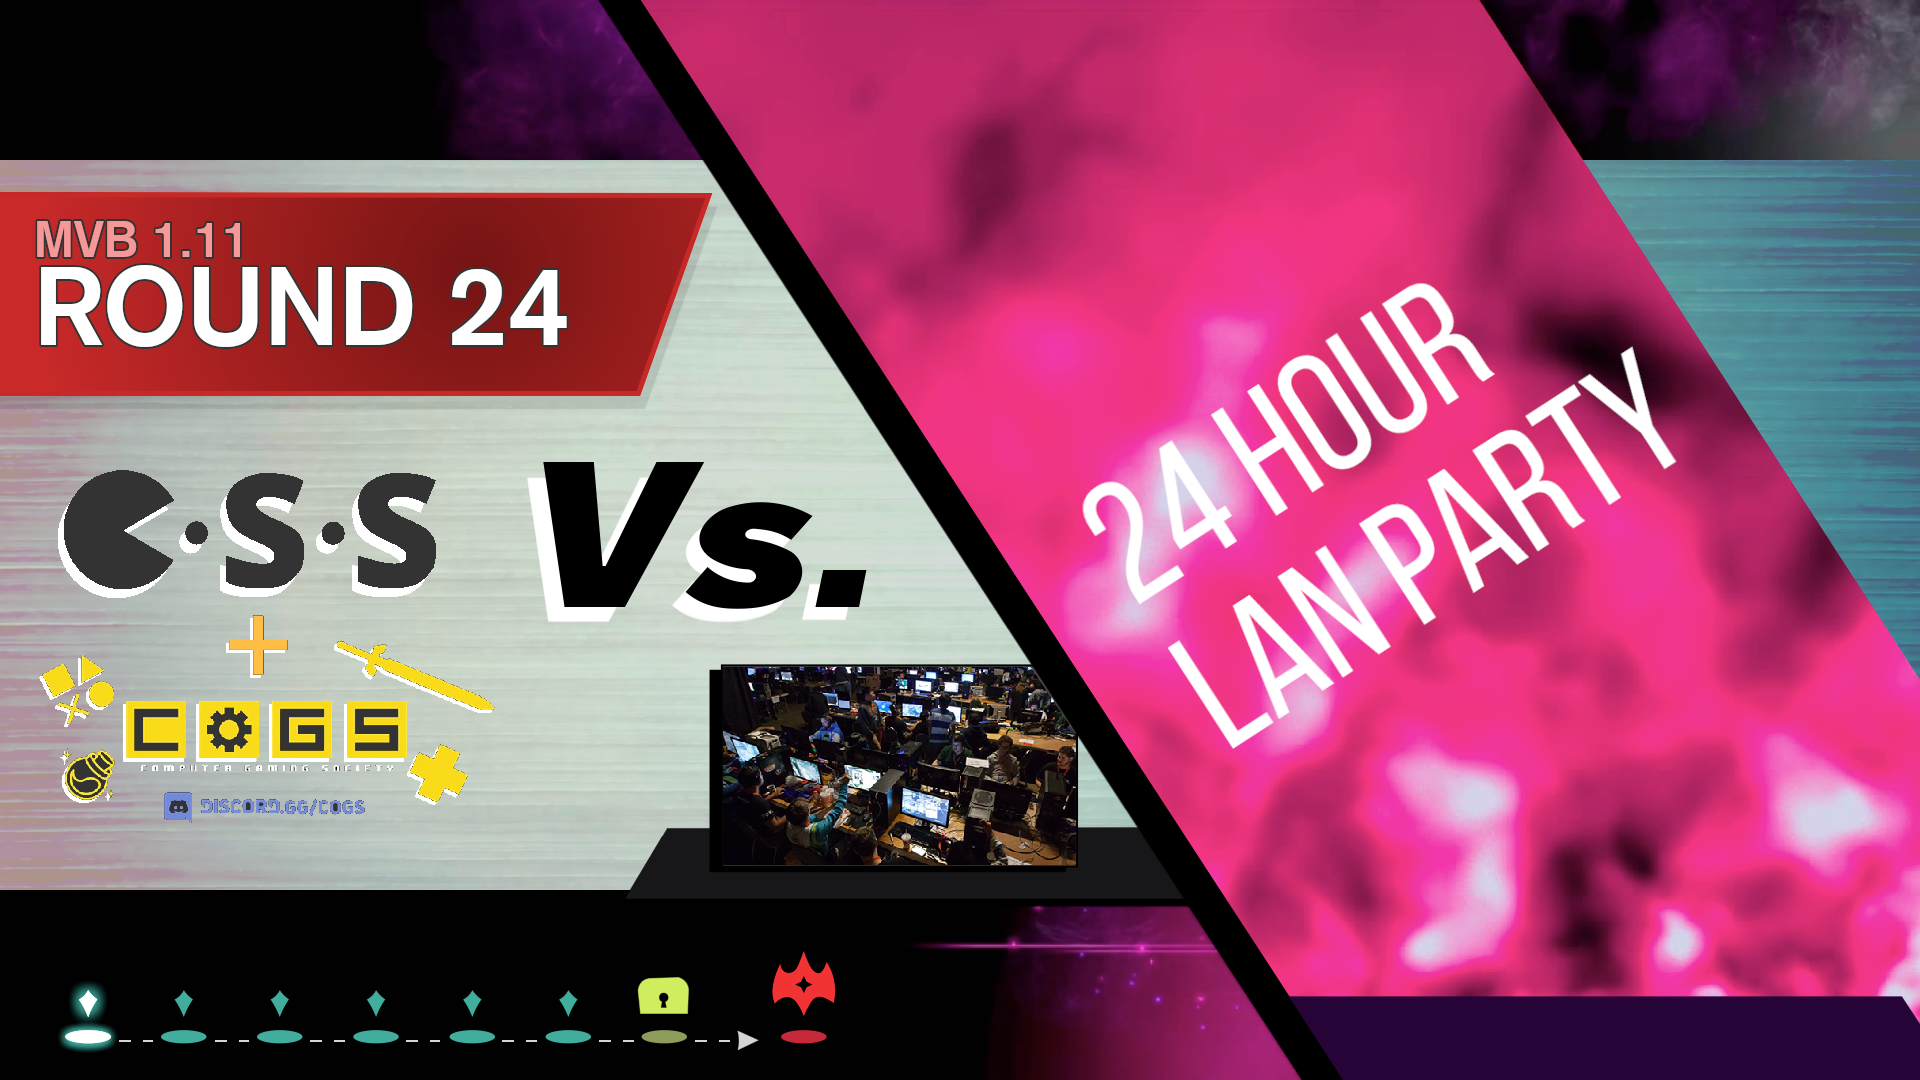 MVB 1.11
ROUND 24
C·S·S
Vs.
24 HOUR
LAN PARTY
COGS
COMPUTER GAMING SOCIETY
DISCORD.GG/COGS